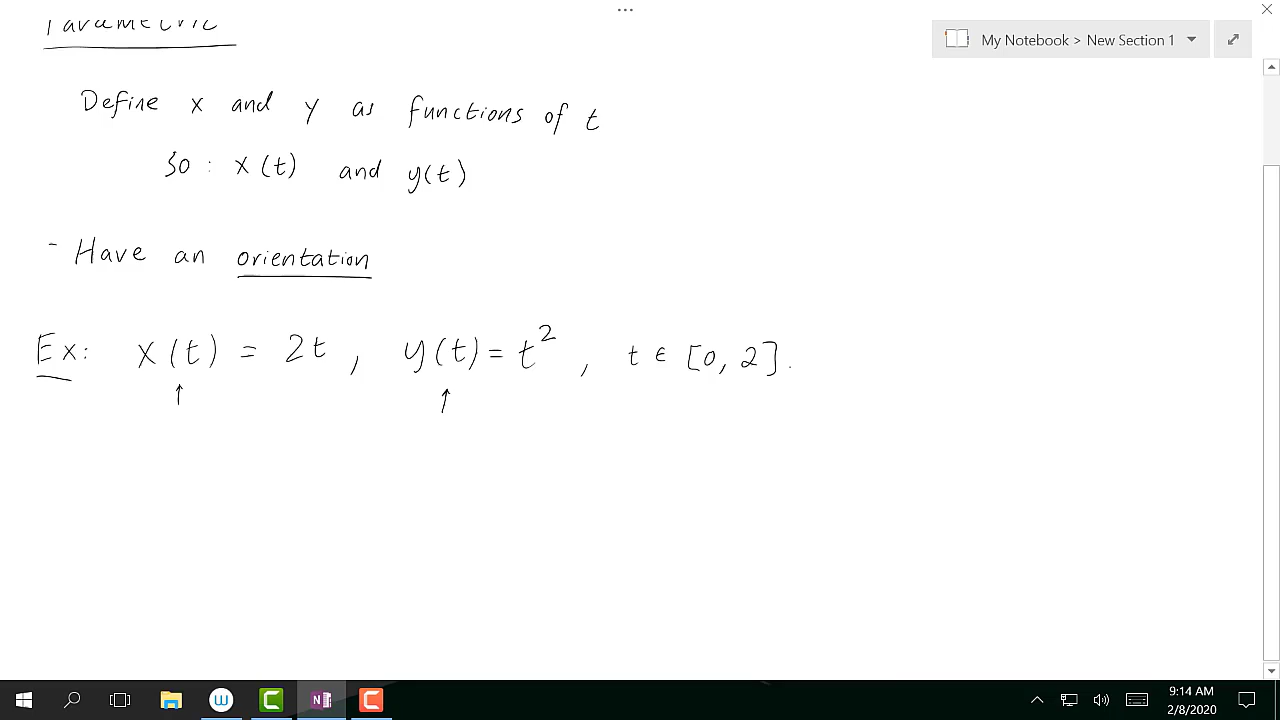 Parametric
My Notebook > New Section 1
Define x and y as functions of t
So : x(t) and y(t)
- Have an orientation
Ex: x(t) = 2t , y(t) = t² , t ∈ [0, 2].
↑ ↑
9:14 AM
2/8/2020